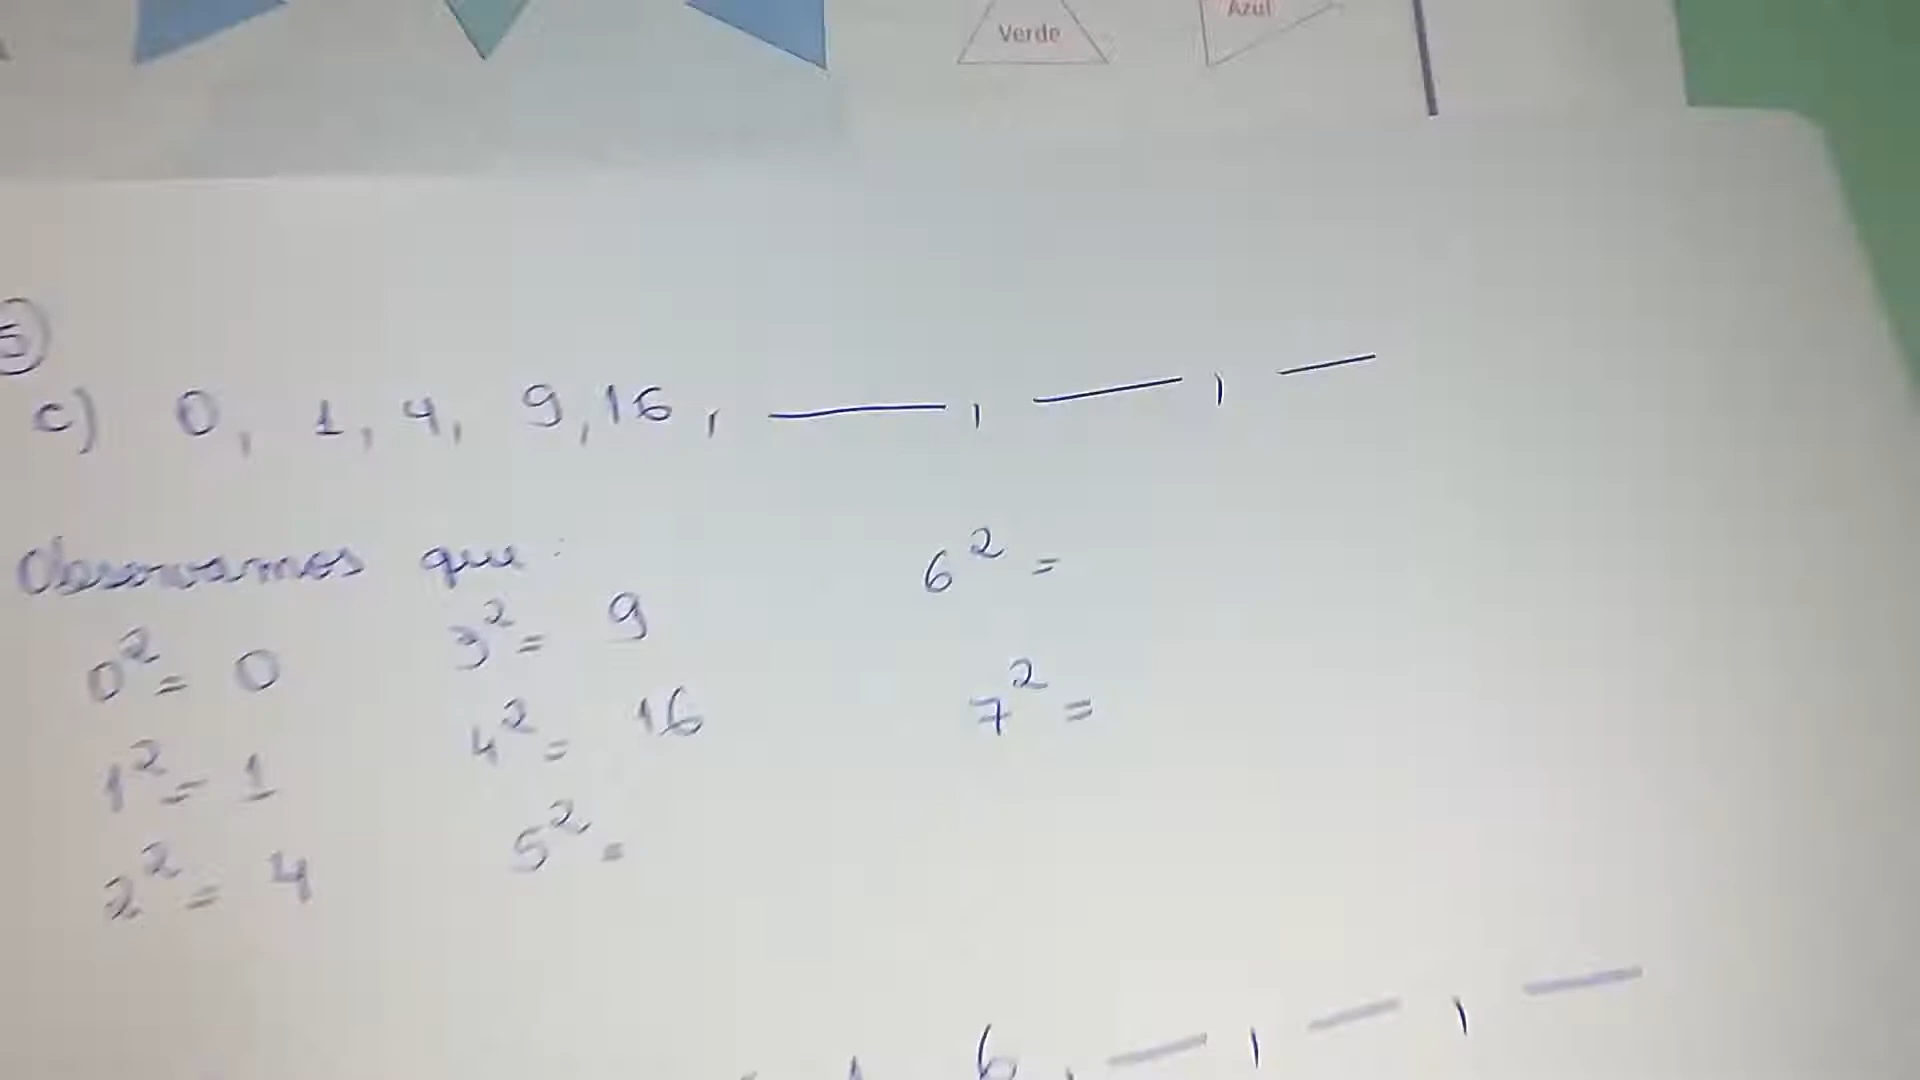 Verde
Azul
5
c) 0, 1, 4, 9, 16, ___, ___, ___
Observamos que:
0² = 0
1² = 1
2² = 4
3² = 9
4² = 16
5² =
6² =
7² =
6, ___, ___, ___